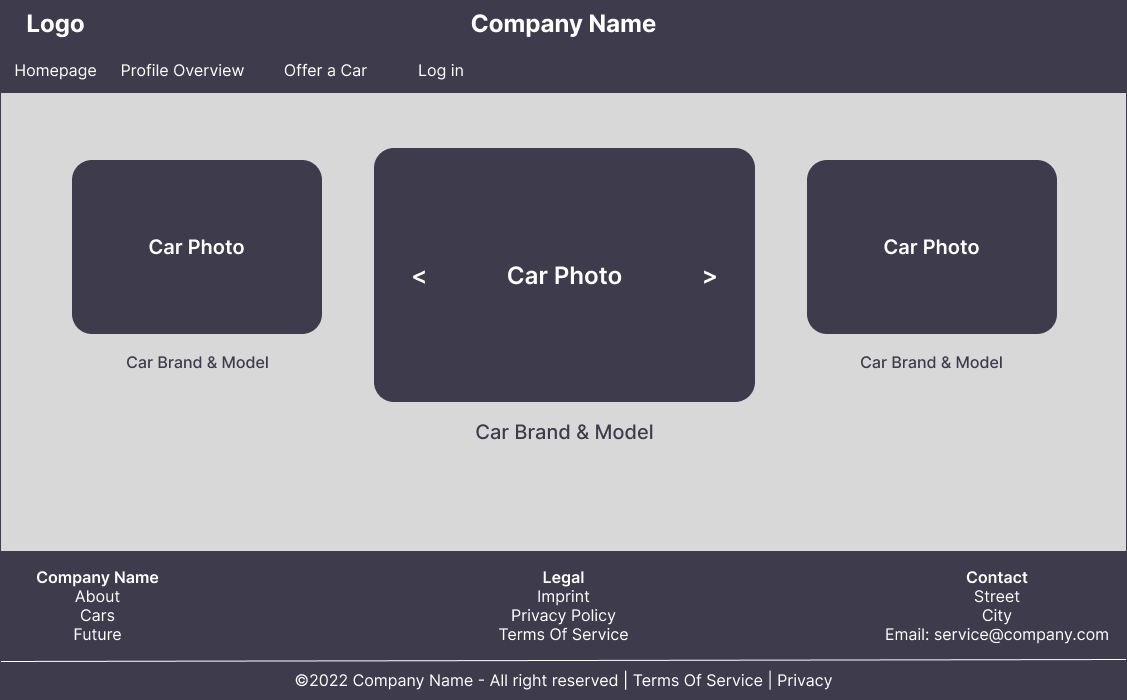 Logo
Company Name
Homepage Profile Overview Offer a Car Log in
Car Photo
Car Brand & Model
< Car Photo >
Car Brand & Model
Car Photo
Car Brand & Model
Company Name
About
Cars
Future
Legal
Imprint
Privacy Policy
Terms Of Service
Contact
Street
City
Email: service@company.com
©2022 Company Name - All right reserved | Terms Of Service | Privacy